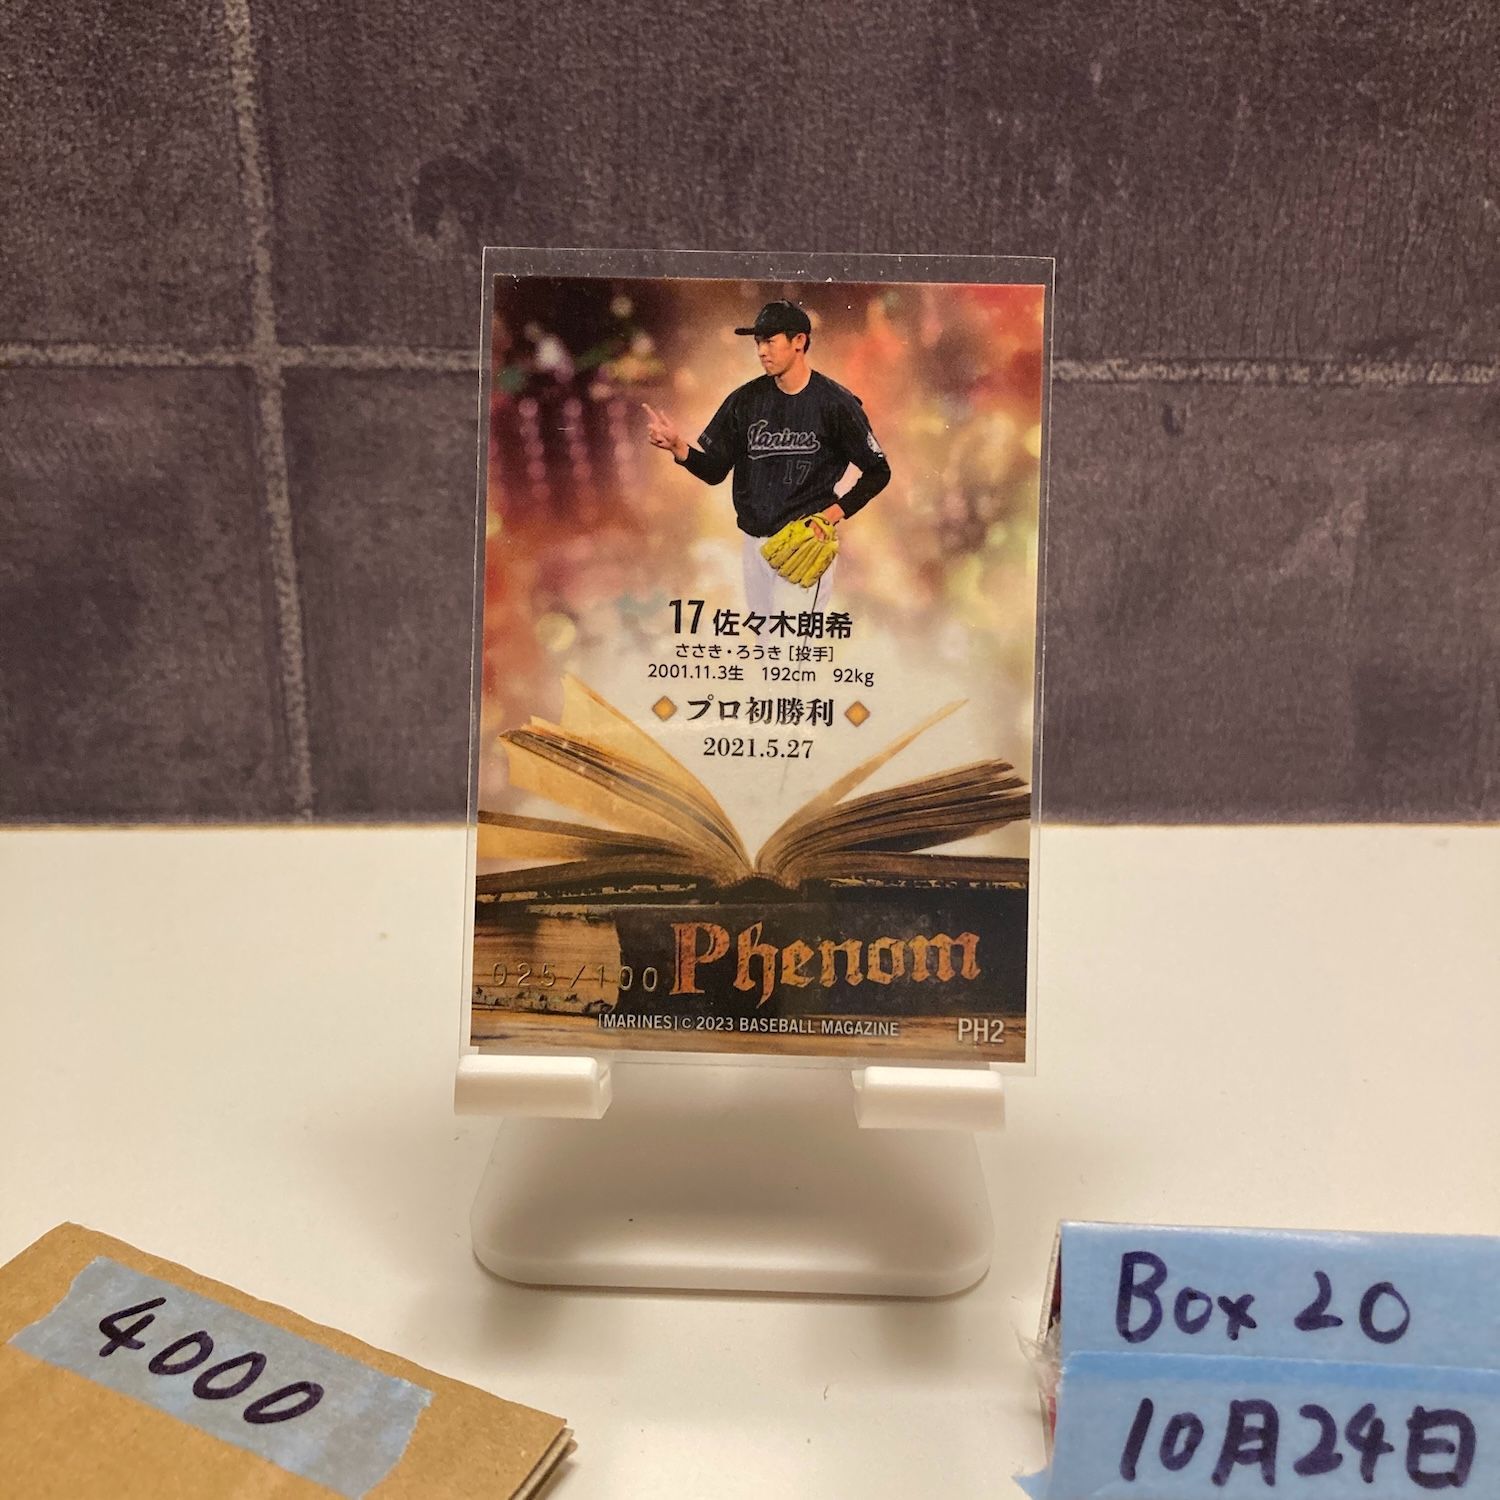 Marines
17
17 佐々木朗希
ささき・ろうき [投手]
2001.11.3生 192cm 92kg
プロ初勝利
2021.5.27
Phenom
025/100
[MARINES] © 2023 BASEBALL MAGAZINE
PH2
4000
Box 20
10月24日